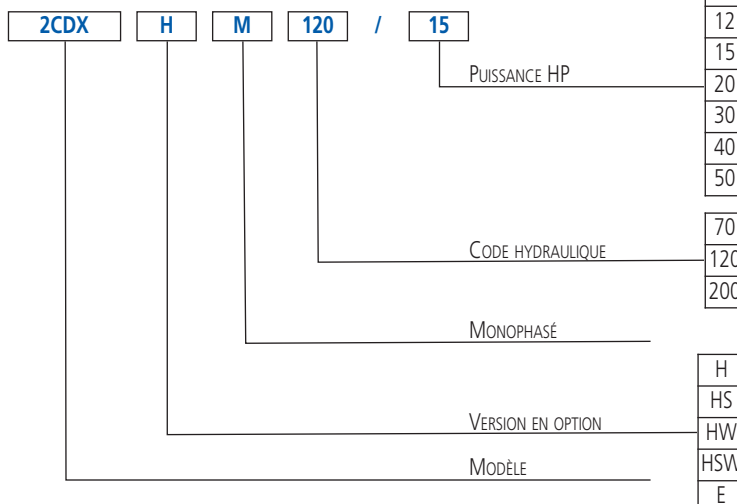 2CDX H M 120 / 15
PUISSANCE HP
12
15
20
30
40
50
CODE HYDRAULIQUE
70
120
200
MONOPHASÉ
VERSION EN OPTION
H
HS
HW
HSW
E
MODÈLE